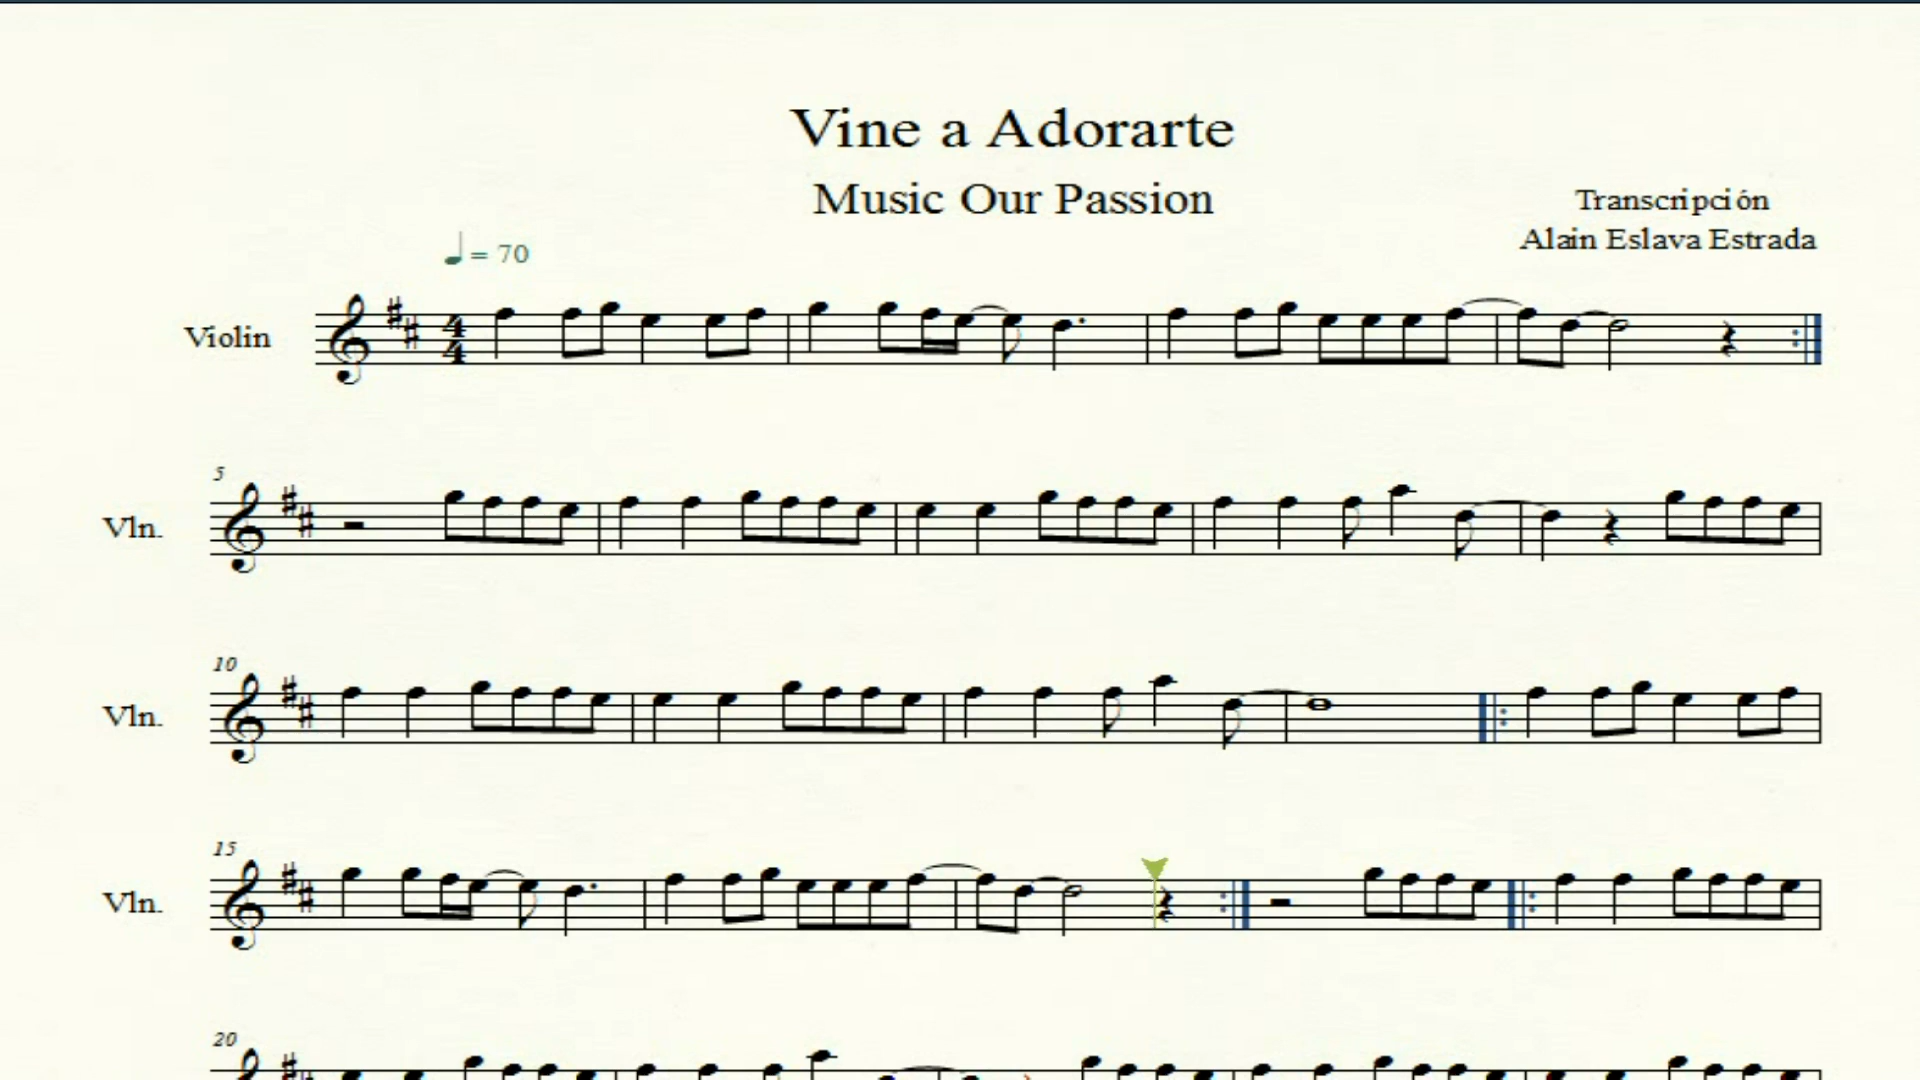 Vine a Adorarte
Music Our Passion
Transcripción
Alain Eslava Estrada
= 70
Violin
4
4
5
Vln.
10
Vln.
15
Vln.
20